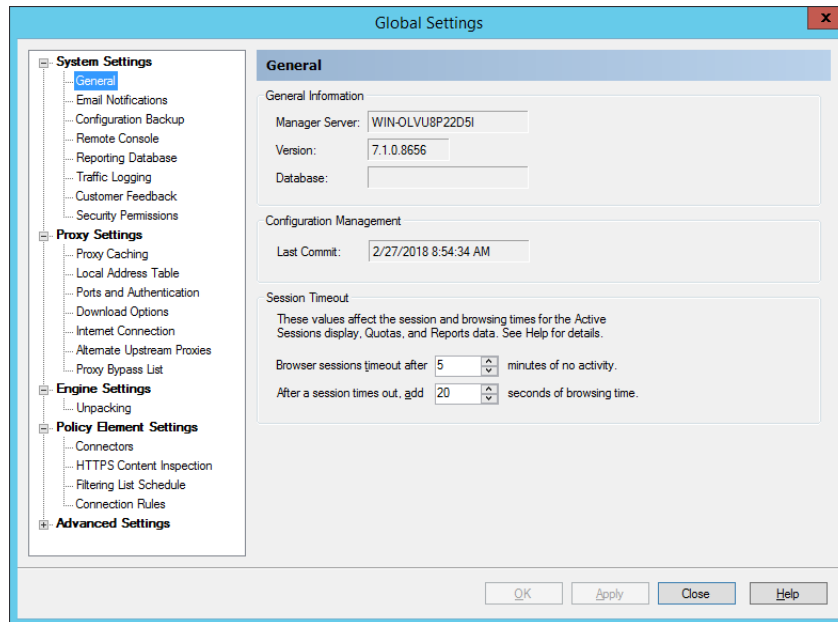 Global Settings
x
System Settings
General
Email Notifications
Configuration Backup
Remote Console
Reporting Database
Traffic Logging
Customer Feedback
Security Permissions
Proxy Settings
Proxy Caching
Local Address Table
Ports and Authentication
Download Options
Internet Connection
Alternate Upstream Proxies
Proxy Bypass List
Engine Settings
Unpacking
Policy Element Settings
Connectors
HTTPS Content Inspection
Filtering List Schedule
Connection Rules
Advanced Settings
General
General Information
Manager Server: WIN-OLVU8P22D5I
Version: 7.1.0.8656
Database:
Configuration Management
Last Commit: 2/27/2018 8:54:34 AM
Session Timeout
These values affect the session and browsing times for the Active
Sessions display, Quotas, and Reports data. See Help for details.
Browser sessions timeout after 5 minutes of no activity.
After a session times out, add 20 seconds of browsing time.
OK Apply Close Help